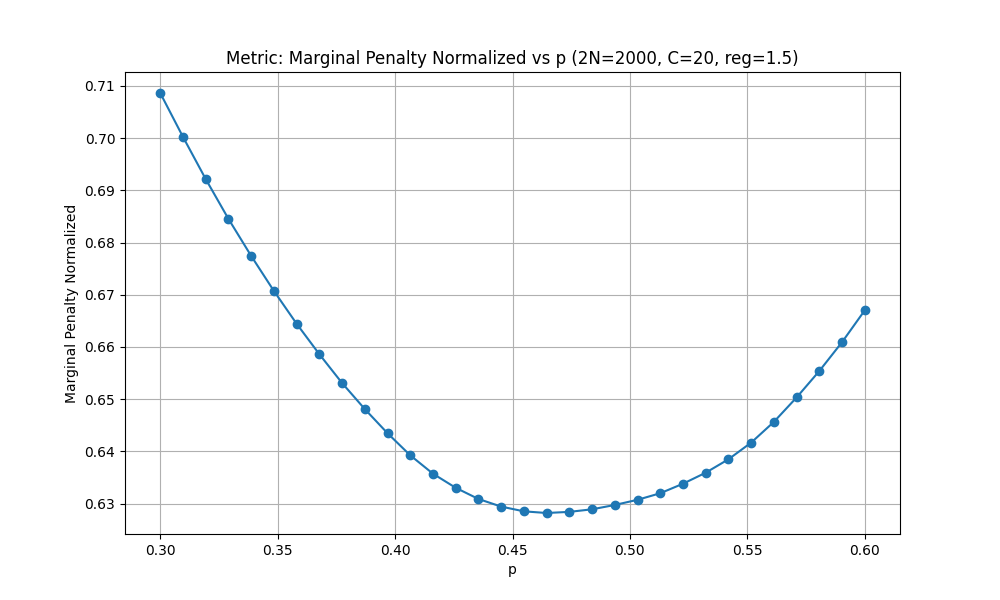 Metric: Marginal Penalty Normalized vs p (2N=2000, C=20, reg=1.5)
0.71
0.70
0.69
0.68
0.67
0.66
0.65
0.64
0.63
Marginal Penalty Normalized
0.30 0.35 0.40 0.45 0.50 0.55 0.60
p